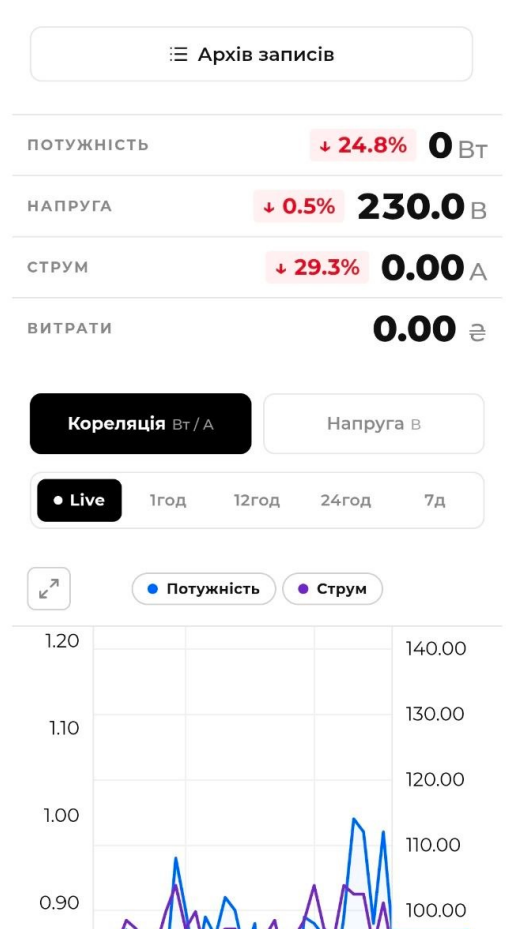 Архів записів
ПОТУЖНІСТЬ ↓ 24.8% 0 Вт
НАПРУГА ↓ 0.5% 230.0 В
СТРУМ ↓ 29.3% 0.00 А
ВИТРАТИ 0.00 ₴
Кореляція Вт / А Напруга В
Live 1год 12год 24год 7д
Потужність Струм
1.20 140.00
130.00
1.10
120.00
1.00
110.00
0.90 100.00